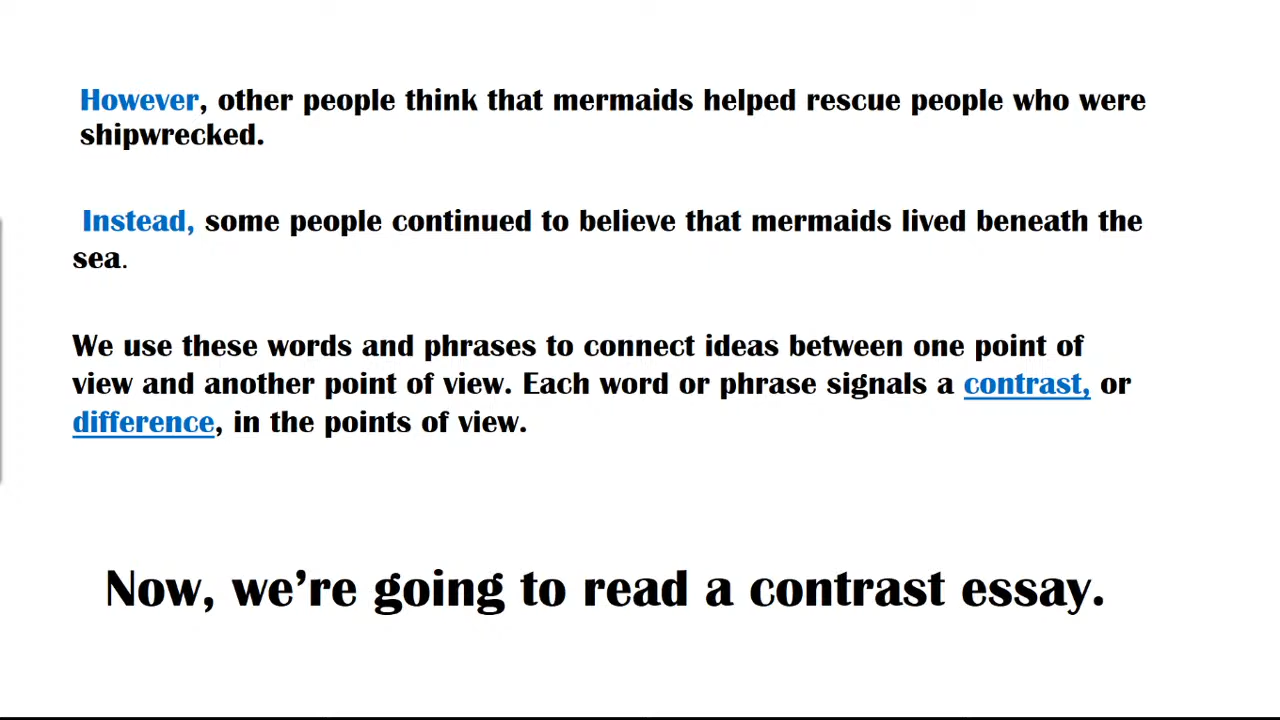 However, other people think that mermaids helped rescue people who were
shipwrecked.
Instead, some people continued to believe that mermaids lived beneath the
sea.
We use these words and phrases to connect ideas between one point of
view and another point of view. Each word or phrase signals a contrast, or
difference, in the points of view.
Now, we’re going to read a contrast essay.